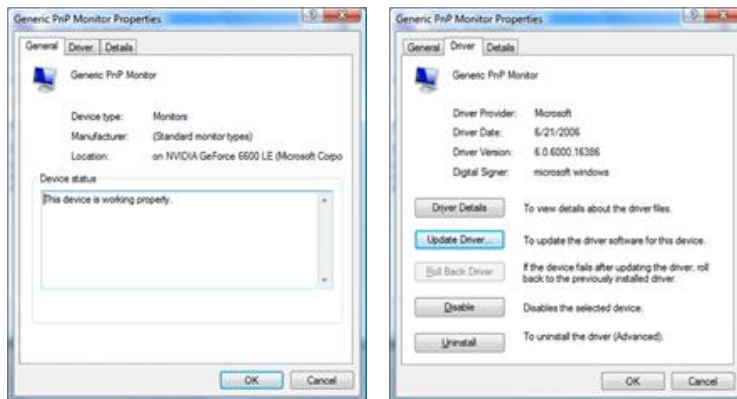 Generic PnP Monitor Properties
General Driver Details
Generic PnP Monitor
Device type: Monitors
Manufacturer: (Standard monitor types)
Location: on NVIDIA GeForce 6600 LE (Microsoft Corpo
Device status
This device is working properly.
OK Cancel
Generic PnP Monitor Properties
General Driver Details
Generic PnP Monitor
Driver Provider: Microsoft
Driver Date: 6/21/2006
Driver Version: 6.0.6000.16386
Digital Signer: microsoft windows
Driver Details To view details about the driver files.
Update Driver... To update the driver software for this device.
Roll Back Driver If the device fails after updating the driver, roll
back to the previously installed driver.
Disable Disables the selected device.
Uninstall To uninstall the driver (Advanced).
OK Cancel